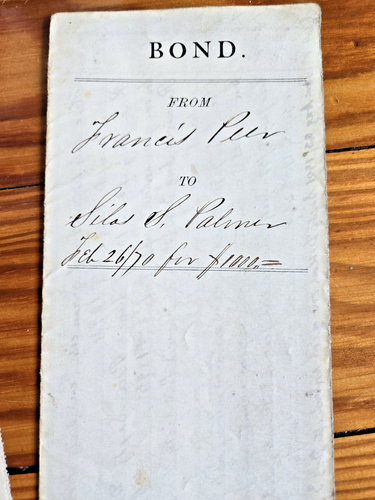 BOND.
FROM
Francis Peer
TO
Silas S. Palmer
Feb 26/70 for $1000.=